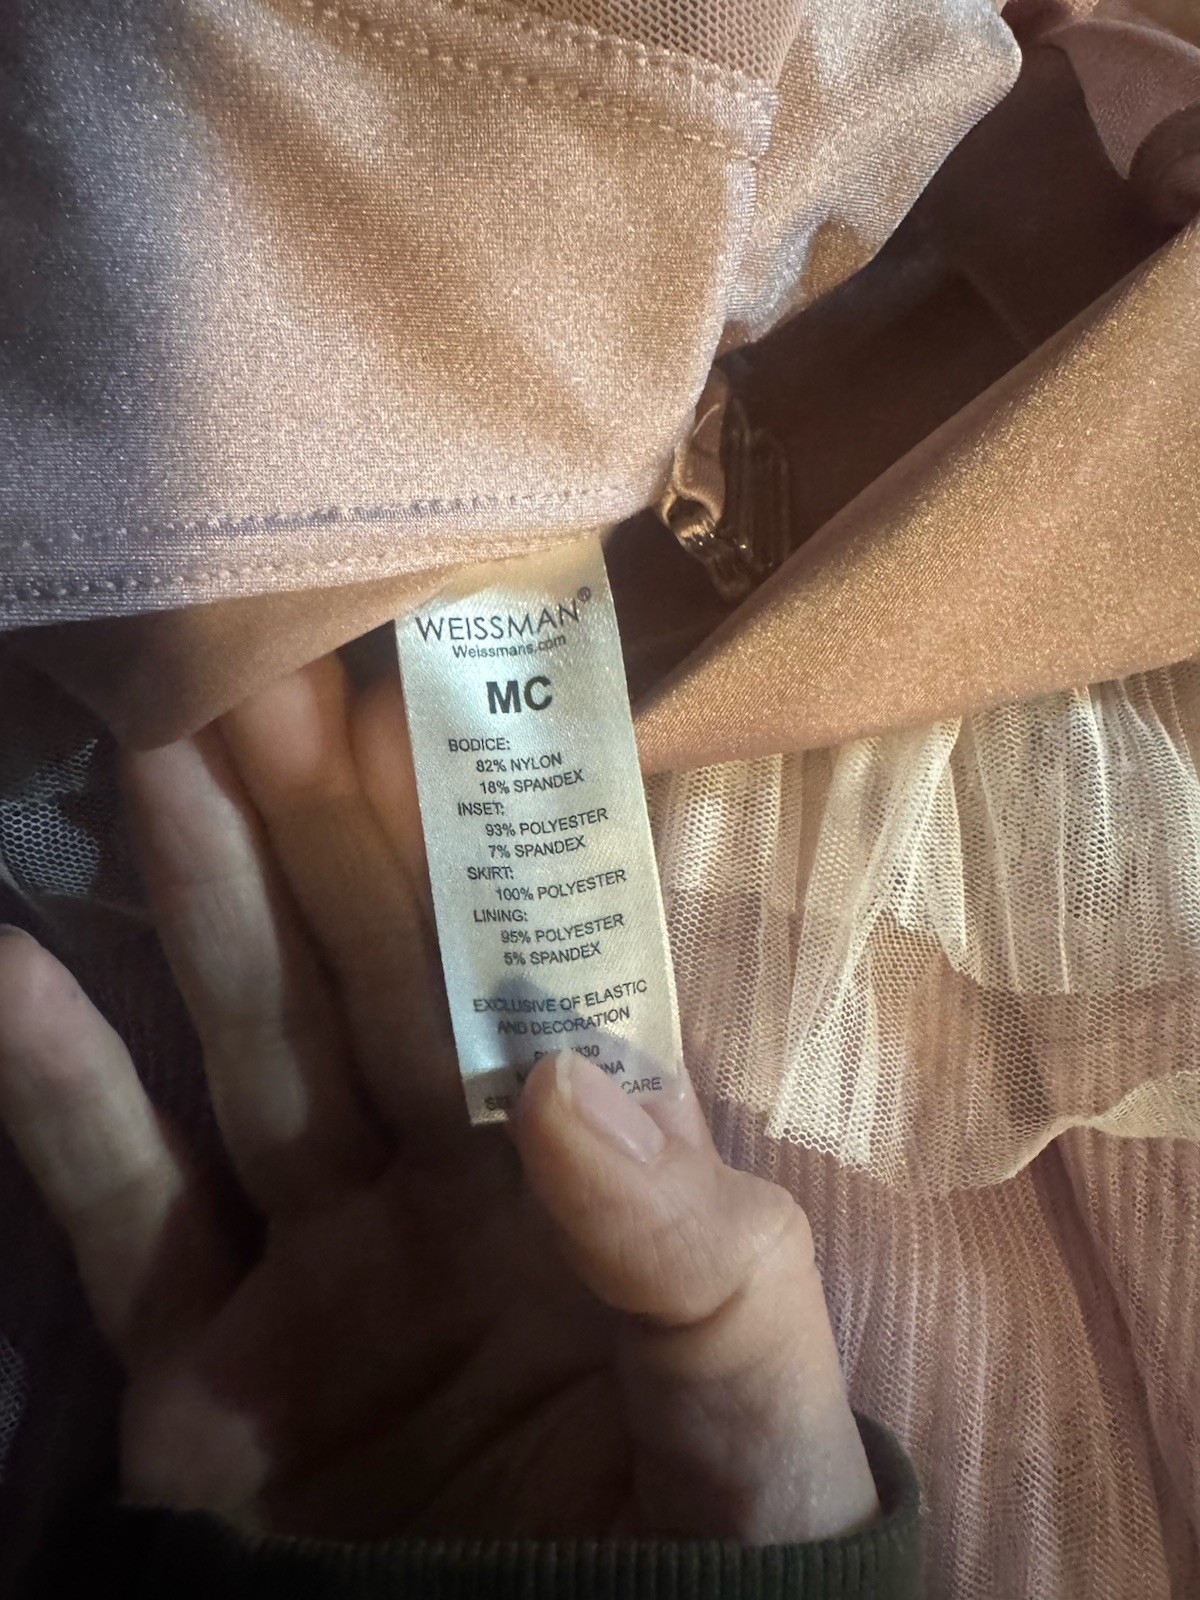 WEISSMAN®
Weissmans.com
MC
BODICE:
82% NYLON
18% SPANDEX
INSET:
93% POLYESTER
7% SPANDEX
SKIRT:
100% POLYESTER
LINING:
95% POLYESTER
5% SPANDEX
EXCLUSIVE OF ELASTIC
AND DECORATION
CARE